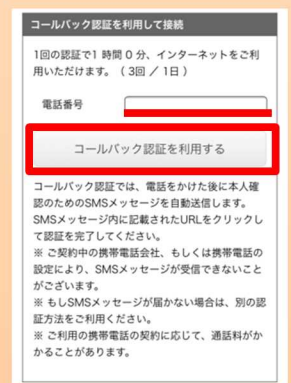 コールバック認証を利用して接続
1回の認証で1 時間 0 分、インターネットをご利
用いただけます。（ 3回 ／ 1日 ）
電話番号
コールバック認証を利用する
コールバック認証では、電話をかけた後に本人確
認のためのSMSメッセージを自動送信します。
SMSメッセージ内に記載されたURLをクリックし
て認証を完了してください。
※ ご契約中の携帯電話会社、もしくは携帯電話の
設定により、SMSメッセージが受信できないこと
がございます。
※ もしSMSメッセージが届かない場合は、別の認
証方法をご利用ください。
※ ご利用の携帯電話の契約に応じて、通話料がか
かることがあります。